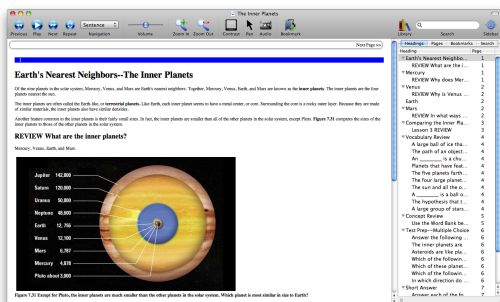 The Inner Planets
Sentence
Previous Play Next Repeat Navigation Volume Zoom In Zoom Out Contrast Pen Audio Bookmark Library Search Sidebar
Next Page >>
Earth's Nearest Neighbors--The Inner Planets
Of the nine planets in the solar system, Mercury, Venus, and Mars are Earth's nearest neighbors. Together, Mercury, Venus, Earth, and Mars are known as the inner planets. The inner planets are the four
planets nearest the sun.
The inner planets are often called the Earth-like, or terrestrial planets. Like Earth, each inner planet seems to have a metal center, or core. Surrounding the core is a rocky outer layer. Because they are made
of similar materials, the inner planets also have similar densities.
Another feature common to the inner planets is their fairly small sizes. In fact, the inner planets are smaller than all of the other planets in the solar system, except Pluto. Figure 7.31 compares the sizes of the
inner planets to those of the other planets in the solar system.
REVIEW What are the inner planets?
Mercury, Venus, Earth, and Mars.
Jupiter 142,800
Saturn 120,000
Uranus 50,800
Neptune 48,600
Earth 12,756
Venus 12,100
Mars 6,787
Mercury 4,878
Pluto about 3,000
Figure 7.31 Except for Pluto, the inner planets are much smaller than the other planets in the solar system. Which planet is most similar in size to Earth?
Headings Pages Bookmarks Search
Heading Page
Earth's Nearest Neighbo... 1
REVIEW What are the i... 1
Mercury 1
REVIEW Why does Mer... 1
Venus 2
REVIEW Why is Venus ... 2
Earth 2
Mars 2
REVIEW In what ways ... 2
Comparing the Inner Pla... 3
Lesson 3 REVIEW 3
Vocabulary Review 4
A large ball of ice tha... 4
The path of an object... 4
An ________ is a chu... 4
Planets that have feat... 4
The five planets farth... 4
The four large planet... 4
The sun and all the o... 4
A ________ is a ball o... 4
The hypothesis that t... 4
A large group of stars... 4
Concept Review 5
Use the Word Bank be... 5
Test Prep--Multiple Choice 6
Answer the following ... 6
The inner planets are 6
Asteroids are like pla... 6
Which of the followin... 6
Which of these planet... 6
Which of the followin... 6
In which direction do ... 6
Short Answer 7
Answer each of the fo...